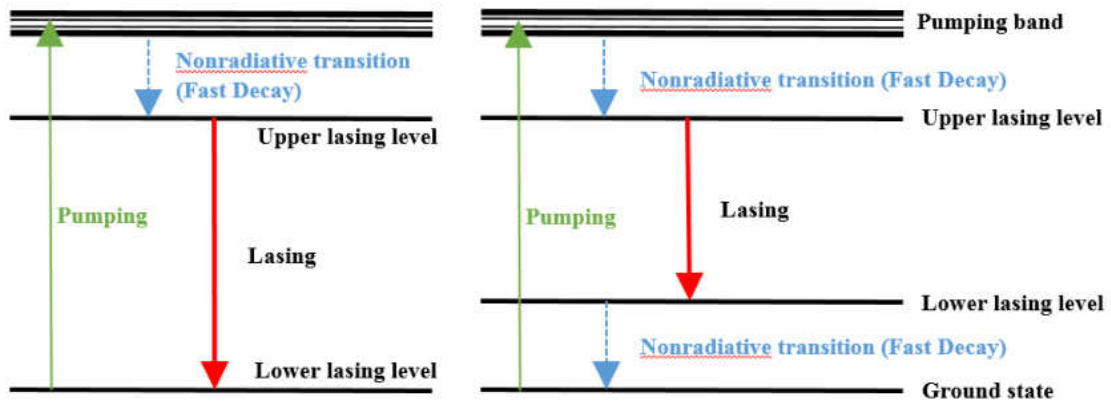 Nonradiative transition
(Fast Decay)
Upper lasing level
Pumping
Lasing
Lower lasing level
Pumping band
Nonradiative transition (Fast Decay)
Upper lasing level
Lasing
Pumping
Lower lasing level
Nonradiative transition (Fast Decay)
Ground state